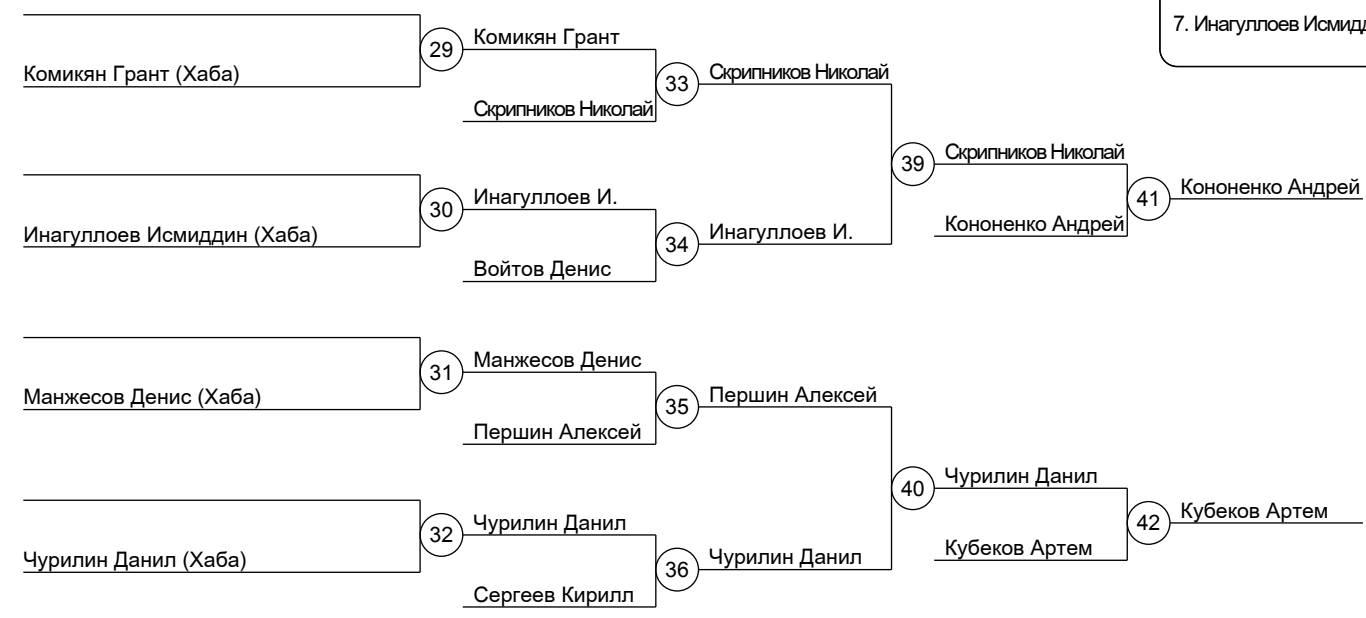 7. Инагуллоев Исмидд
29
Комикян Грант
Комикян Грант (Хаба)
33
Скрипников Николай
Скрипников Николай
39
Скрипников Николай
41
Кононенко Андрей
Кононенко Андрей
30
Инагуллоев И.
Инагуллоев Исмиддин (Хаба)
34
Инагуллоев И.
Войтов Денис
31
Манжесов Денис
Манжесов Денис (Хаба)
35
Першин Алексей
Першин Алексей
40
Чурилин Данил
42
Кубеков Артем
Кубеков Артем
32
Чурилин Данил
Чурилин Данил (Хаба)
36
Чурилин Данил
Сергеев Кирилл